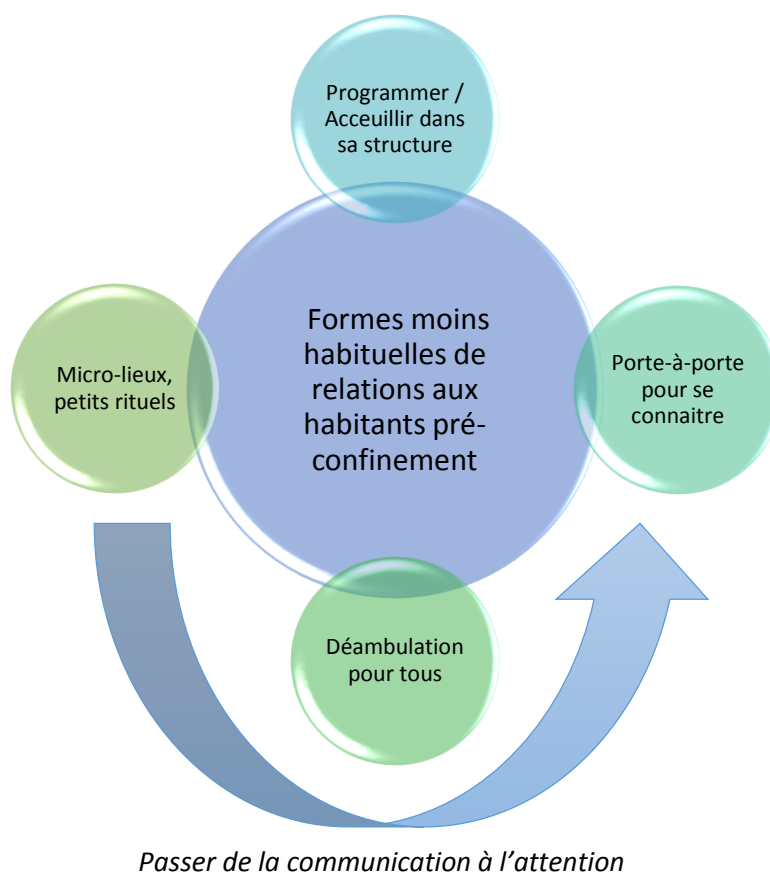 Programmer /
Acceuillir dans
sa structure
Formes moins
habituelles de
relations aux
habitants pré-
confinement
Micro-lieux,
petits rituels
Porte-à-porte
pour se
connaitre
Déambulation
pour tous
Passer de la communication à l’attention